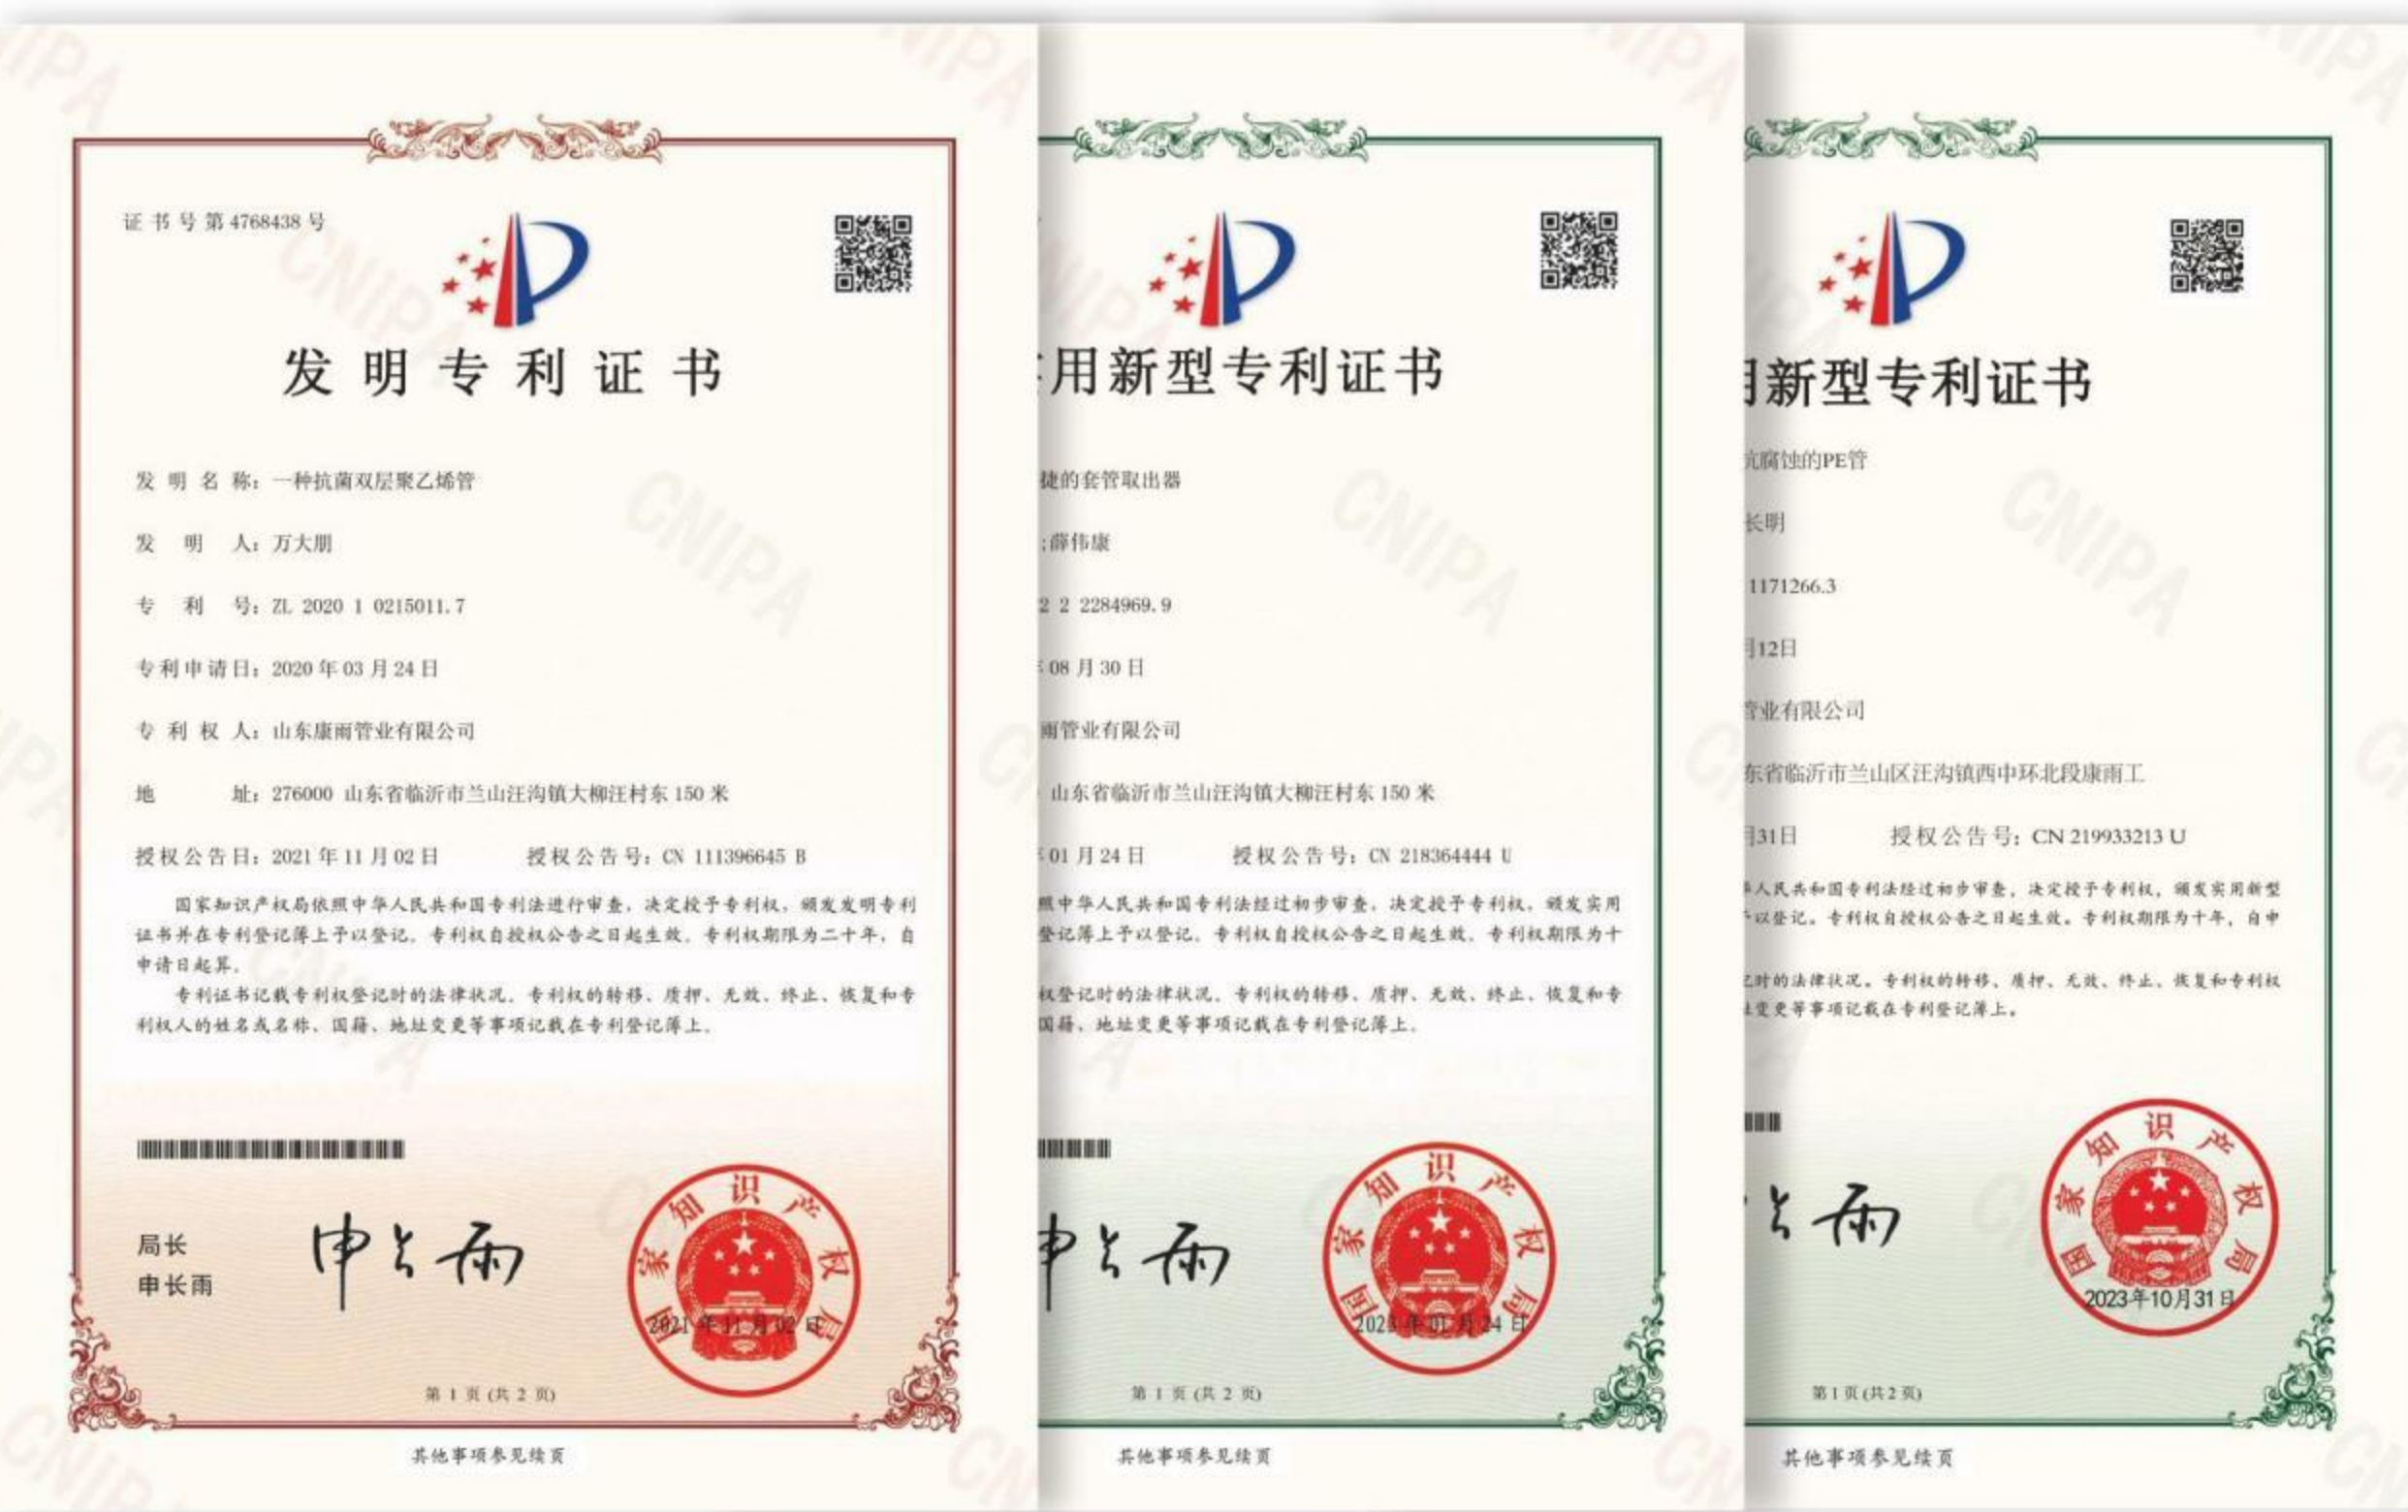 证书号第4768438号
发明专利证书
发明名称：一种抗菌双层聚乙烯管
发明人：万大朋
专利号：ZL 2020 1 0215011.7
专利申请日：2020年03月24日
专利权人：山东康雨管业有限公司
地址：276000 山东省临沂市兰山汪沟镇大柳汪村东150米
授权公告日：2021年11月02日 授权公告号：CN 111396645 B
国家知识产权局依照中华人民共和国专利法进行审查，决定授予专利权，颁发发明专利
证书并在专利登记簿上予以登记。专利权自授权公告之日起生效。专利权期限为二十年，自
申请日起算。
专利证书记载专利权登记时的法律状况。专利权的转移、质押、无效、终止、恢复和专
利权人的姓名或名称、国籍、地址变更等事项记载在专利登记簿上。
局长
申长雨
申长雨
国家知识产权局
2021年11月02日
第1页(共2页)
其他事项参见续页
用新型专利证书
捷的套管取出器
;薛伟康
2 2 2284969.9
08月30日
雨管业有限公司
山东省临沂市兰山汪沟镇大柳汪村东150米
01月24日 授权公告号：CN 218364444 U
照中华人民共和国专利法经过初步审查，决定授予专利权，颁发实用
登记簿上予以登记。专利权自授权公告之日起生效。专利权期限为十
权登记时的法律状况。专利权的转移、质押、无效、终止、恢复和专
国籍、地址变更等事项记载在专利登记簿上。
申长雨
国家知识产权局
2023年01月24日
第1页(共2页)
其他事项参见续页
新型专利证书
抗腐蚀的PE管
长明
1171266.3
月12日
管业有限公司
东省临沂市兰山区汪沟镇西中环北段康雨工
月31日 授权公告号：CN 219933213 U
华人民共和国专利法经过初步审查，决定授予专利权，颁发实用新型
予以登记。专利权自授权公告之日起生效。专利权期限为十年，自申
记时的法律状况。专利权的转移、质押、无效、终止、恢复和专利权
址变更等事项记载在专利登记簿上。
长雨
国家知识产权局
2023年10月31日
第1页(共2页)
其他事项参见续页
CNIPA